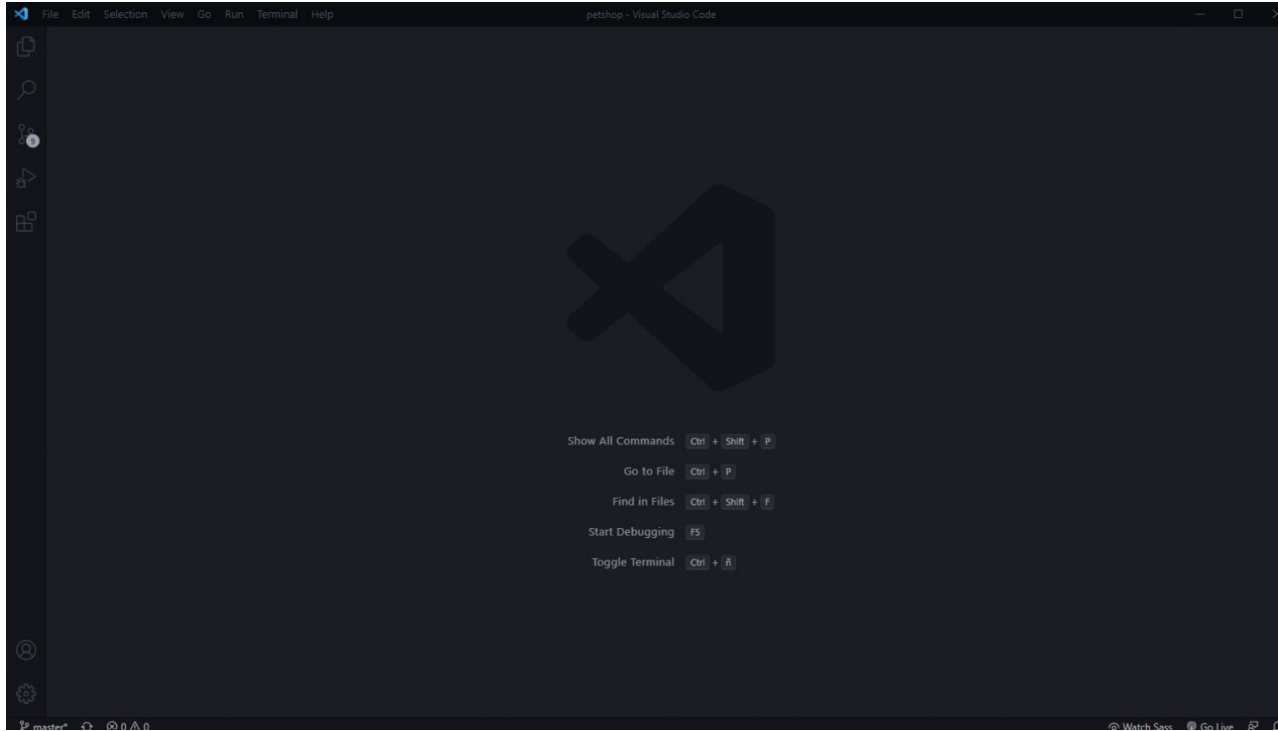 File Edit Selection View Go Run Terminal Help petshop - Visual Studio Code
9
Show All Commands Ctrl + Shift + P
Go to File Ctrl + P
Find in Files Ctrl + Shift + F
Start Debugging F5
Toggle Terminal Ctrl + ñ
master* 0 0 Watch Sass Go Live